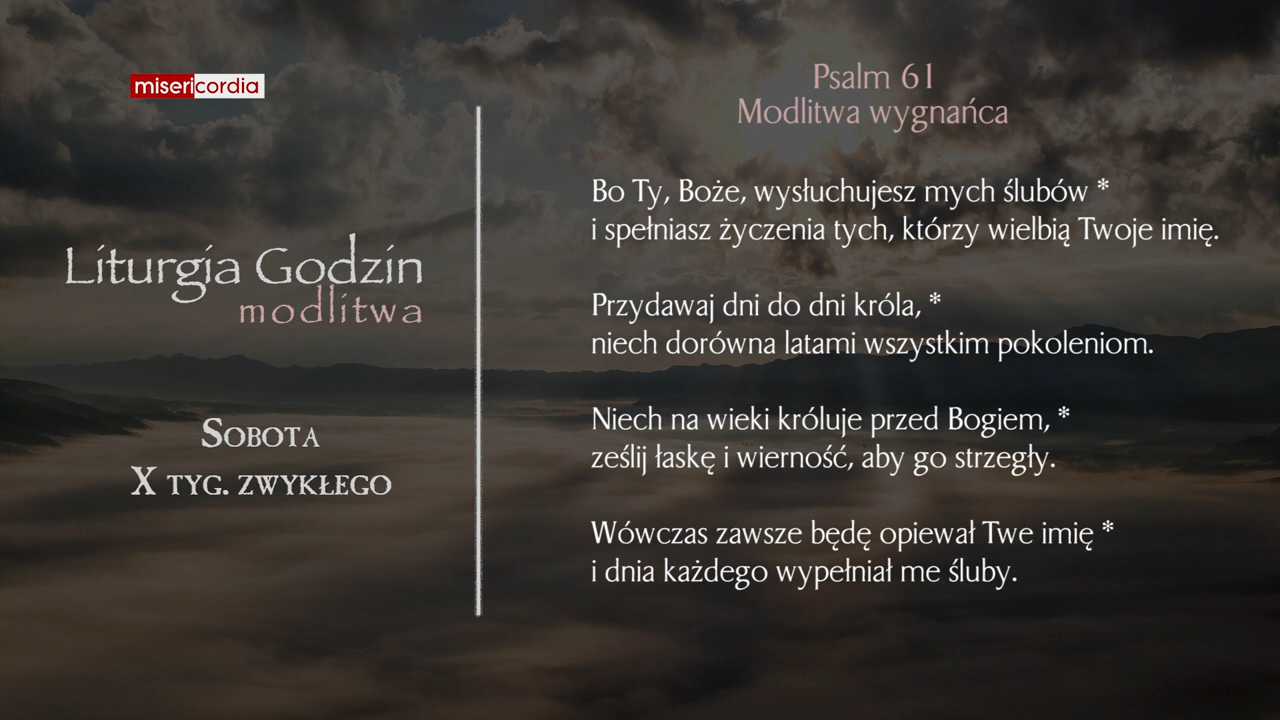 misericordia
Liturgia Godzin
modlitwa
Sobota
X tyg. zwykłego
Psalm 61
Modlitwa wygnańca
Bo Ty, Boże, wysłuchujesz mych ślubów *
i spełniasz życzenia tych, którzy wielbią Twoje imię.
Przydawaj dni do dni króla, *
niech dorówna latami wszystkim pokoleniom.
Niech na wieki króluje przed Bogiem, *
ześlij łaskę i wierność, aby go strzegły.
Wówczas zawsze będę opiewał Twe imię *
i dnia każdego wypełniał me śluby.